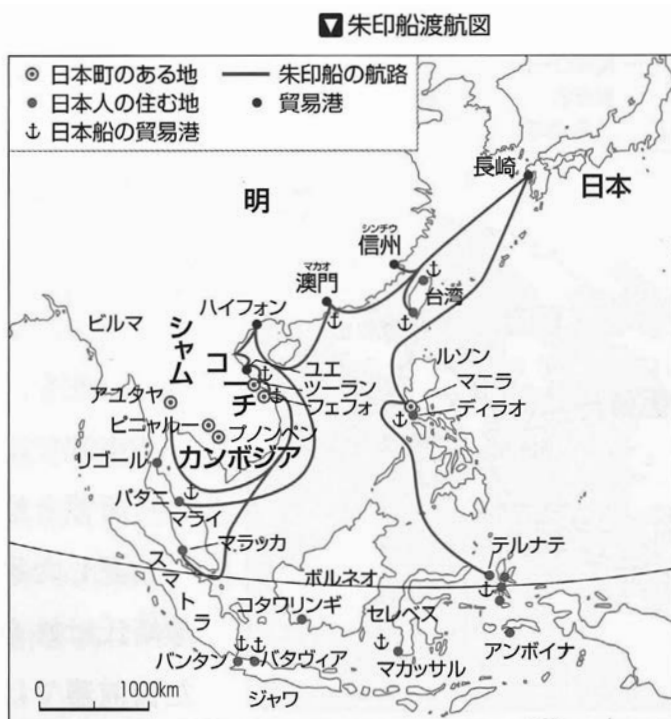 ▼朱印船渡航図
◎ 日本町のある地
● 日本人の住む地
⚓ 日本船の貿易港
━ 朱印船の航路
● 貿易港
長崎
日本
明
シンチウ
信州
マカオ
澳門
台湾
ハイフォン
ビルマ
シャム
コーチ
ユエ
ツーラン
フェフォ
ルソン
マニラ
ディラオ
アユタヤ
ピニャルー
プノンペン
カンボジア
リゴール
パタニ
マライ
マラッカ
スマトラ
テルナテ
ボルネオ
コタワリンギ
セレベス
アンボイナ
バンタン
バタヴィア
マカッサル
ジャワ
0 1000km